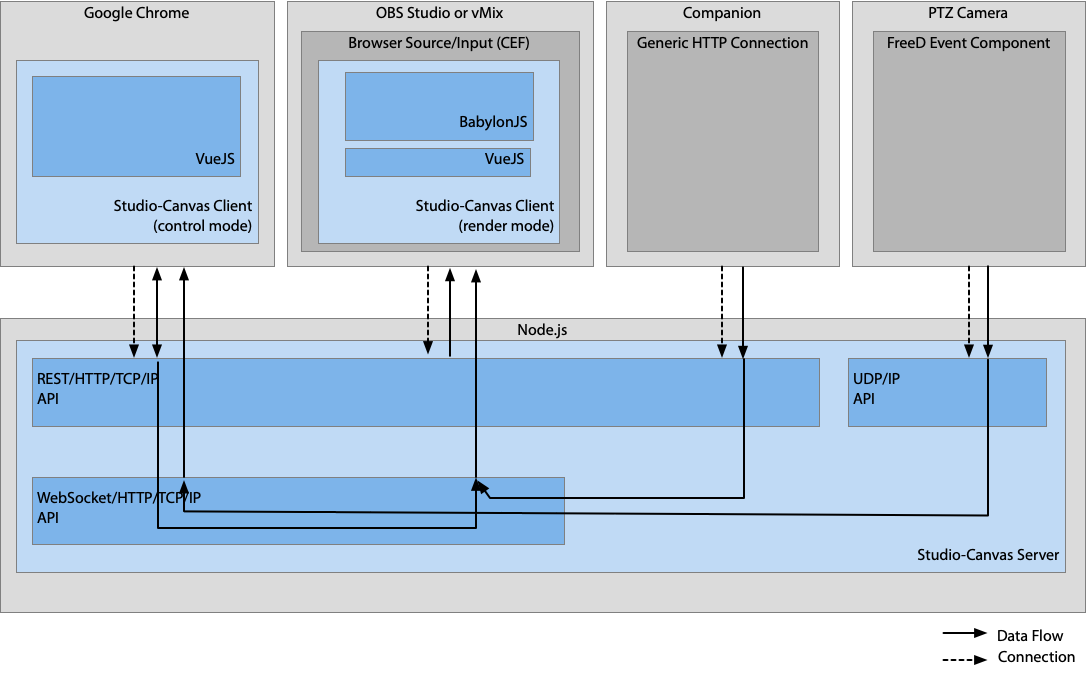 Google Chrome
VueJS
Studio-Canvas Client
(control mode)
OBS Studio or vMix
Browser Source/Input (CEF)
BabylonJS
VueJS
Studio-Canvas Client
(render mode)
Companion
Generic HTTP Connection
PTZ Camera
FreeD Event Component
Node.js
REST/HTTP/TCP/IP
API
UDP/IP
API
WebSocket/HTTP/TCP/IP
API
Studio-Canvas Server
Data Flow
Connection